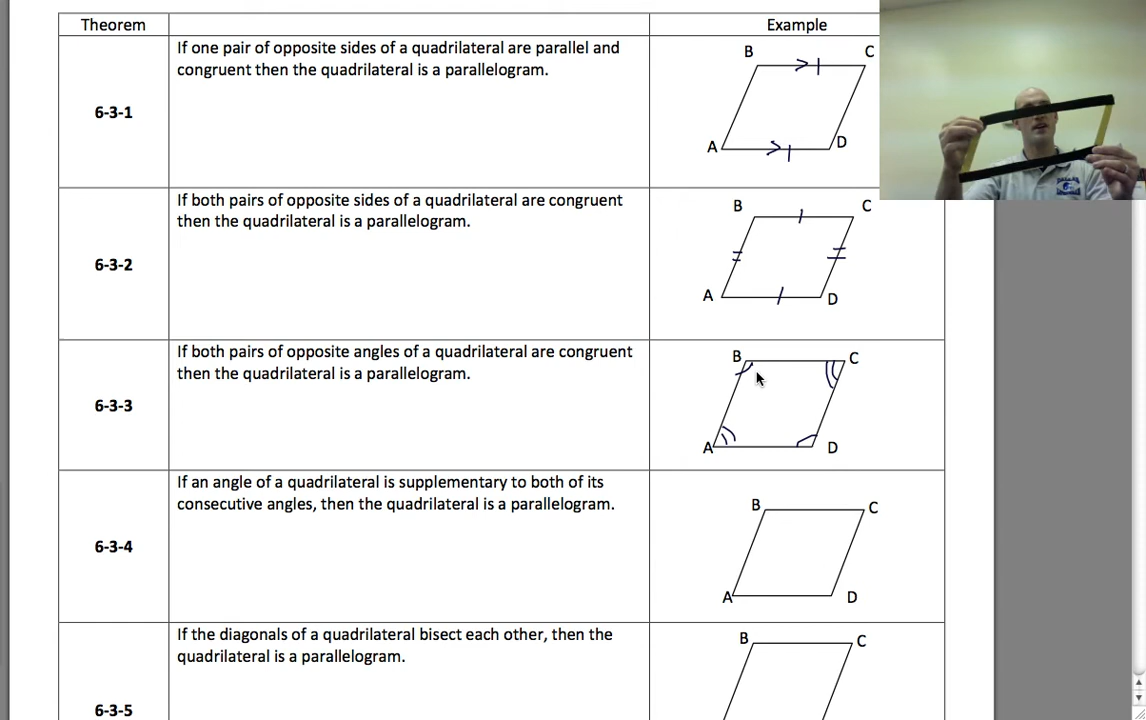 Theorem
Example
6-3-1
If one pair of opposite sides of a quadrilateral are parallel and
congruent then the quadrilateral is a parallelogram.
B
C
A
D
6-3-2
If both pairs of opposite sides of a quadrilateral are congruent
then the quadrilateral is a parallelogram.
B
C
A
D
6-3-3
If both pairs of opposite angles of a quadrilateral are congruent
then the quadrilateral is a parallelogram.
B
C
A
D
6-3-4
If an angle of a quadrilateral is supplementary to both of its
consecutive angles, then the quadrilateral is a parallelogram.
B
C
A
D
6-3-5
If the diagonals of a quadrilateral bisect each other, then the
quadrilateral is a parallelogram.
B
C